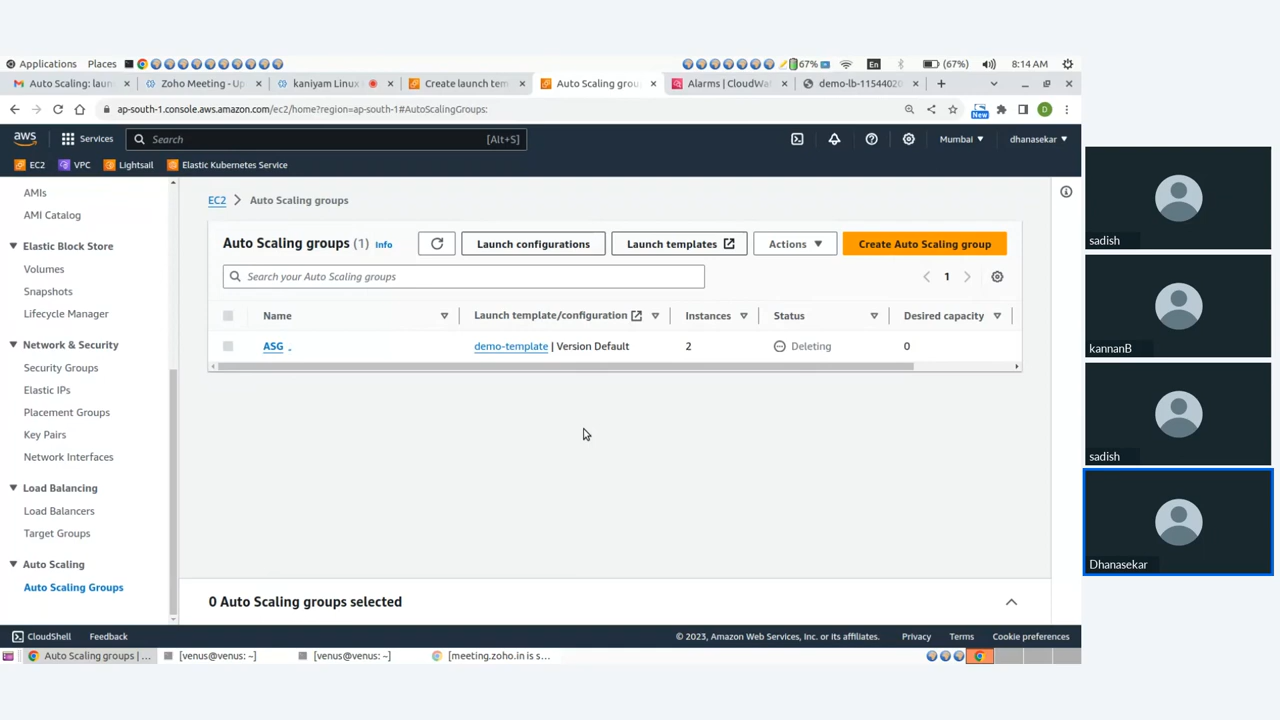 Applications Places 67% En (67%) 8:14 AM
Auto Scaling: laun Zoho Meeting - Up kaniyam Linux Create launch tem Auto Scaling grou Alarms | CloudWa demo-lb-11544020
ap-south-1.console.aws.amazon.com/ec2/home?region=ap-south-1#AutoScalingGroups: New D
aws Services Search [Alt+S] Mumbai dhanasekar
EC2 VPC Lightsail Elastic Kubernetes Service
AMIs
AMI Catalog
Elastic Block Store
Volumes
Snapshots
Lifecycle Manager
Network & Security
Security Groups
Elastic IPs
Placement Groups
Key Pairs
Network Interfaces
Load Balancing
Load Balancers
Target Groups
Auto Scaling
Auto Scaling Groups
EC2 Auto Scaling groups
Auto Scaling groups (1) Info Launch configurations Launch templates Actions Create Auto Scaling group
Search your Auto Scaling groups 1
Name Launch template/configuration Instances Status Desired capacity
ASG demo-template | Version Default 2 Deleting 0
0 Auto Scaling groups selected
CloudShell Feedback © 2023, Amazon Web Services, Inc. or its affiliates. Privacy Terms Cookie preferences
Auto Scaling groups | ... [venus@venus: ~] [venus@venus: ~] [meeting.zoho.in is s...
sadish
kannanB
sadish
Dhanasekar